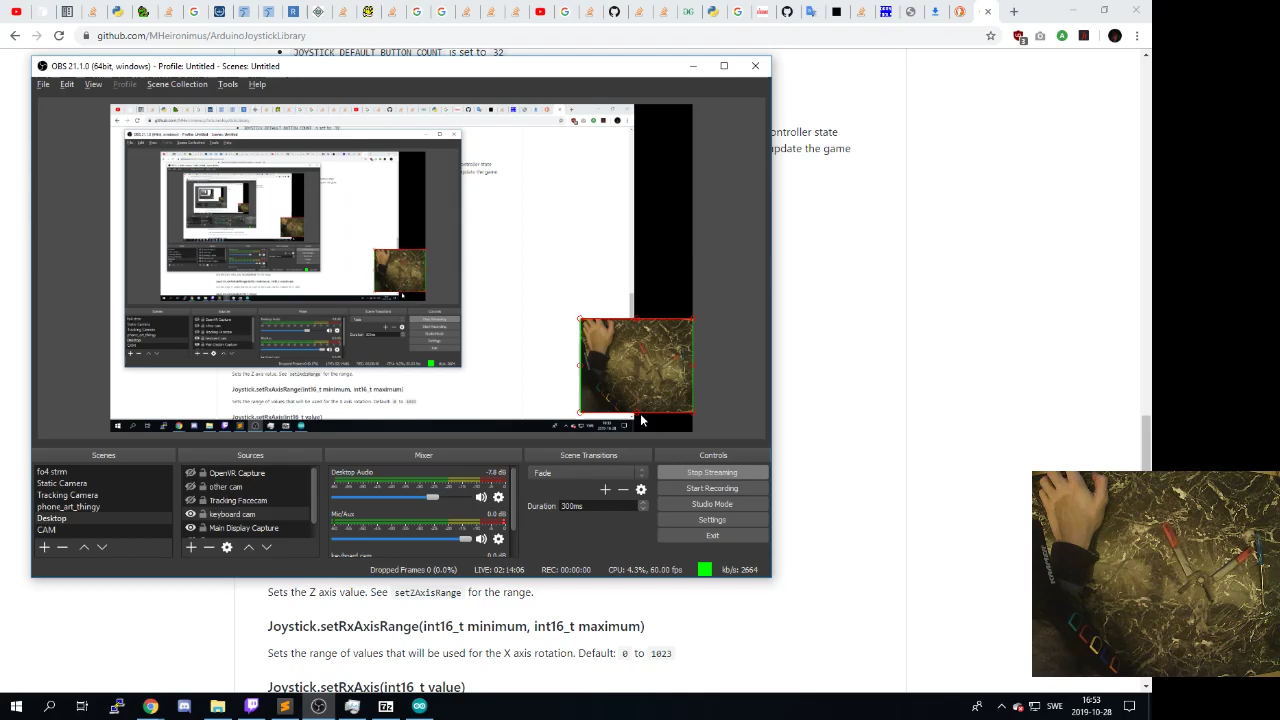 github.com/MHeironimus/ArduinoJoystickLibrary
JOYSTICK_DEFAULT_BUTTON_COUNT is set to 32
OBS 21.1.0 (64bit, windows) - Profile: Untitled - Scenes: Untitled
File Edit View Profile Scene Collection Tools Help
controller state
update the game
Scenes Sources Mixer Scene Transitions Controls
fo4 strm
Static Camera
Tracking Camera
phone_art_thingy
Desktop
CAM
OpenVR Capture
other cam
Tracking Facecam
keyboard cam
Main Display Capture
Desktop Audio -7.8 dB
Mic/Aux 0.0 dB
keyboard cam 0.0 dB
Fade
Duration 300ms
Stop Streaming
Start Recording
Studio Mode
Settings
Exit
Dropped Frames 0 (0.0%) LIVE: 02:14:06 REC: 00:00:00 CPU: 4.3%, 60.00 fps kb/s: 2664
Sets the Z axis value. See setZAxisRange for the range.
Joystick.setRxAxisRange(int16_t minimum, int16_t maximum)
Sets the range of values that will be used for the X axis rotation. Default: 0 to 1023
Joystick.setRxAxis(int16_t value)
SWE
16:53
2019-10-28